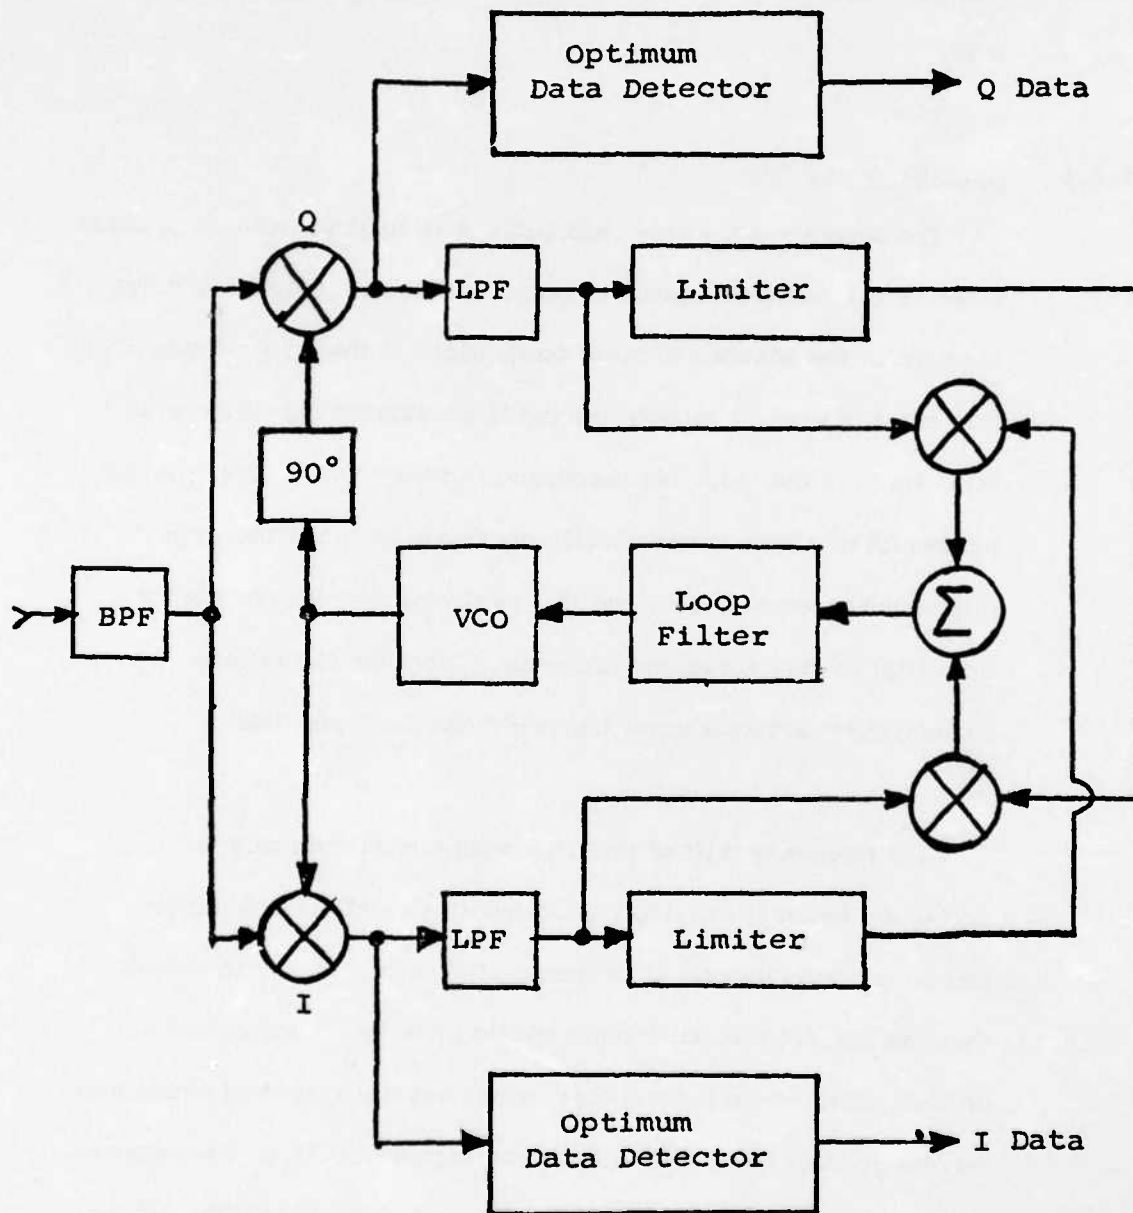 Optimum
Data Detector
Q Data
Q
LPF
Limiter
90°
BPF
VCO
Loop
Filter
Σ
LPF
Limiter
I
Optimum
Data Detector
I Data